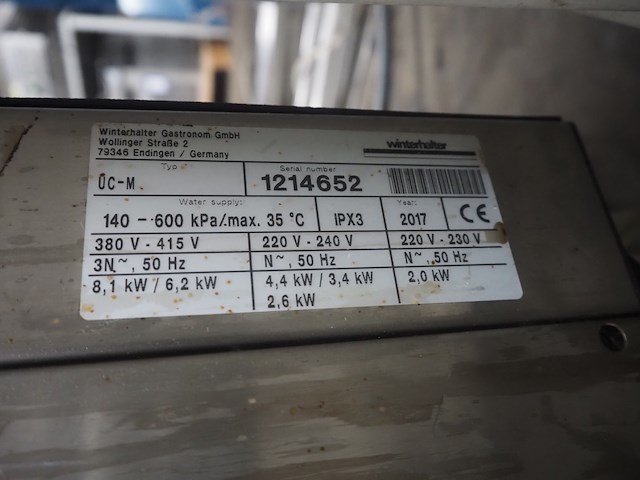 Winterhalter Gastronom GmbH
Wollinger Straße 2
79346 Endingen / Germany
winterhalter
Typ
Serial number
UC-M
1214652
Water supply:
Year:
140 - 600 kPa/max. 35 °C
IPX3
2017
CE
380 V - 415 V
220 V - 240 V
220 V - 230 V
3N~, 50 Hz
N~, 50 Hz
N~, 50 Hz
8,1 kW / 6,2 kW
4,4 kW / 3,4 kW
2,0 kW
2,6 kW